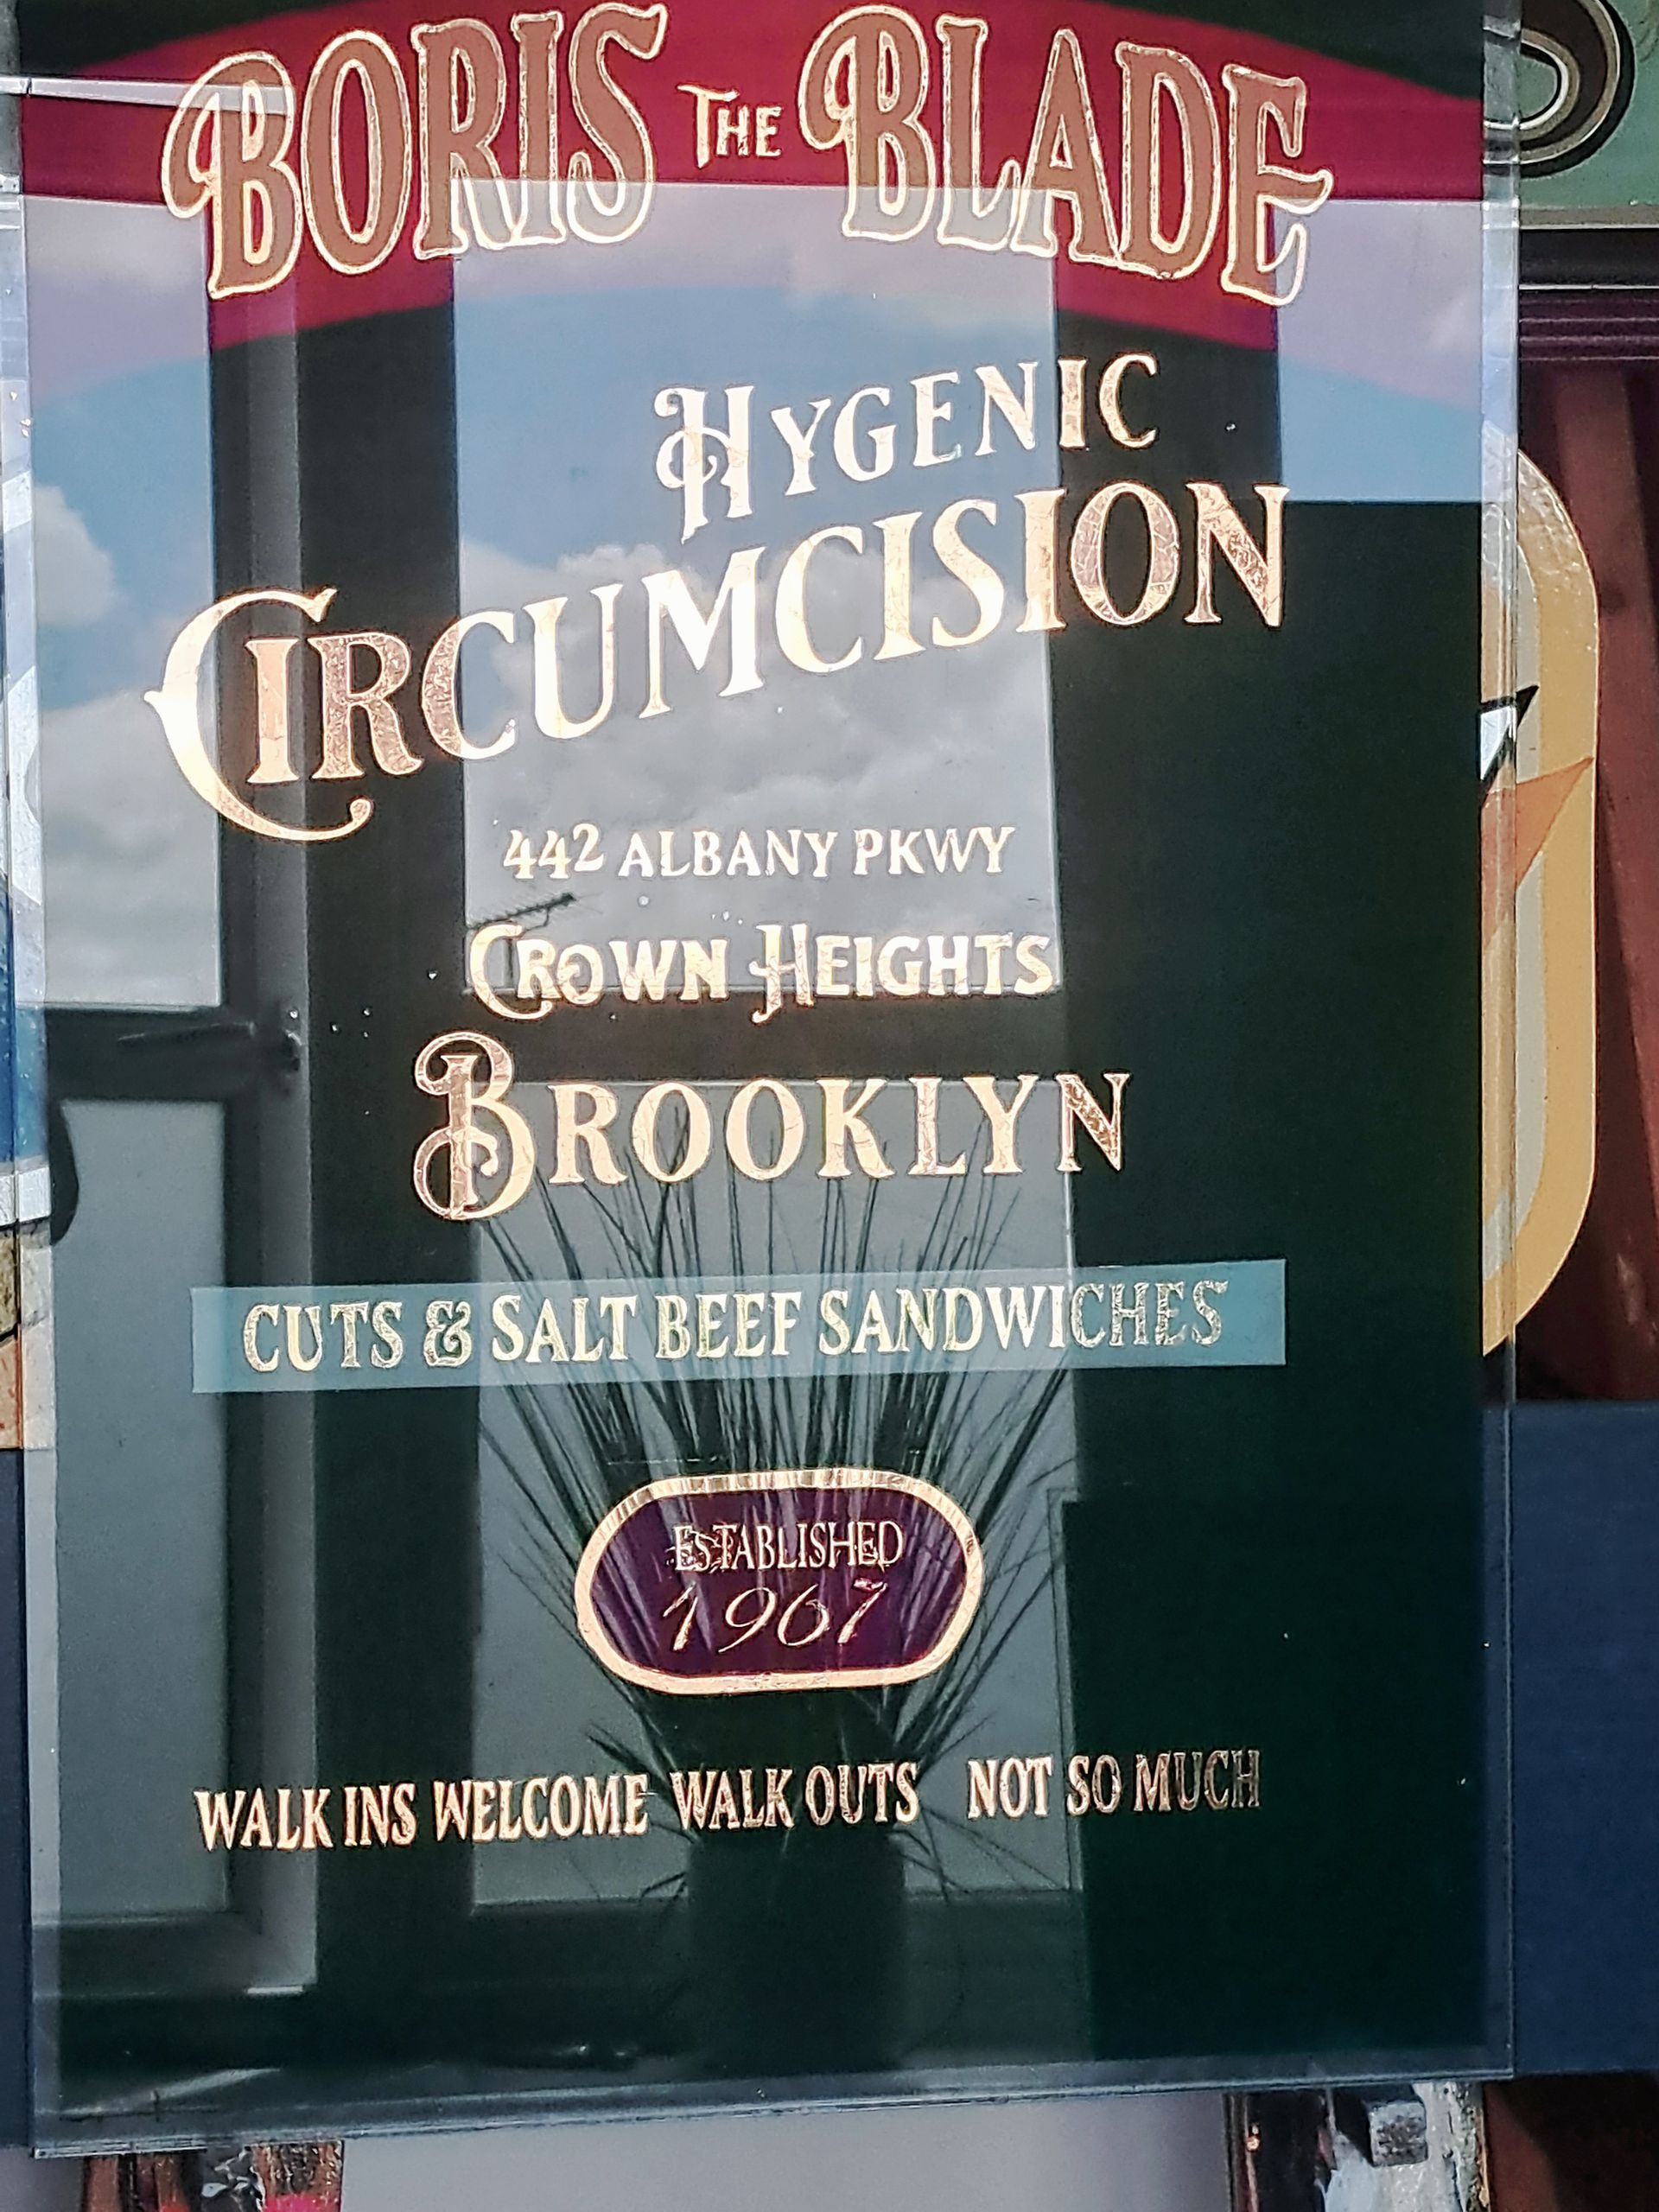 BORIS THE BLADE
HYGENIC
CIRCUMCISION
442 ALBANY PKWY
CROWN HEIGHTS
BROOKLYN
CUTS & SALT BEEF SANDWICHES
ESTABLISHED
1967
WALK INS WELCOME WALK OUTS NOT SO MUCH